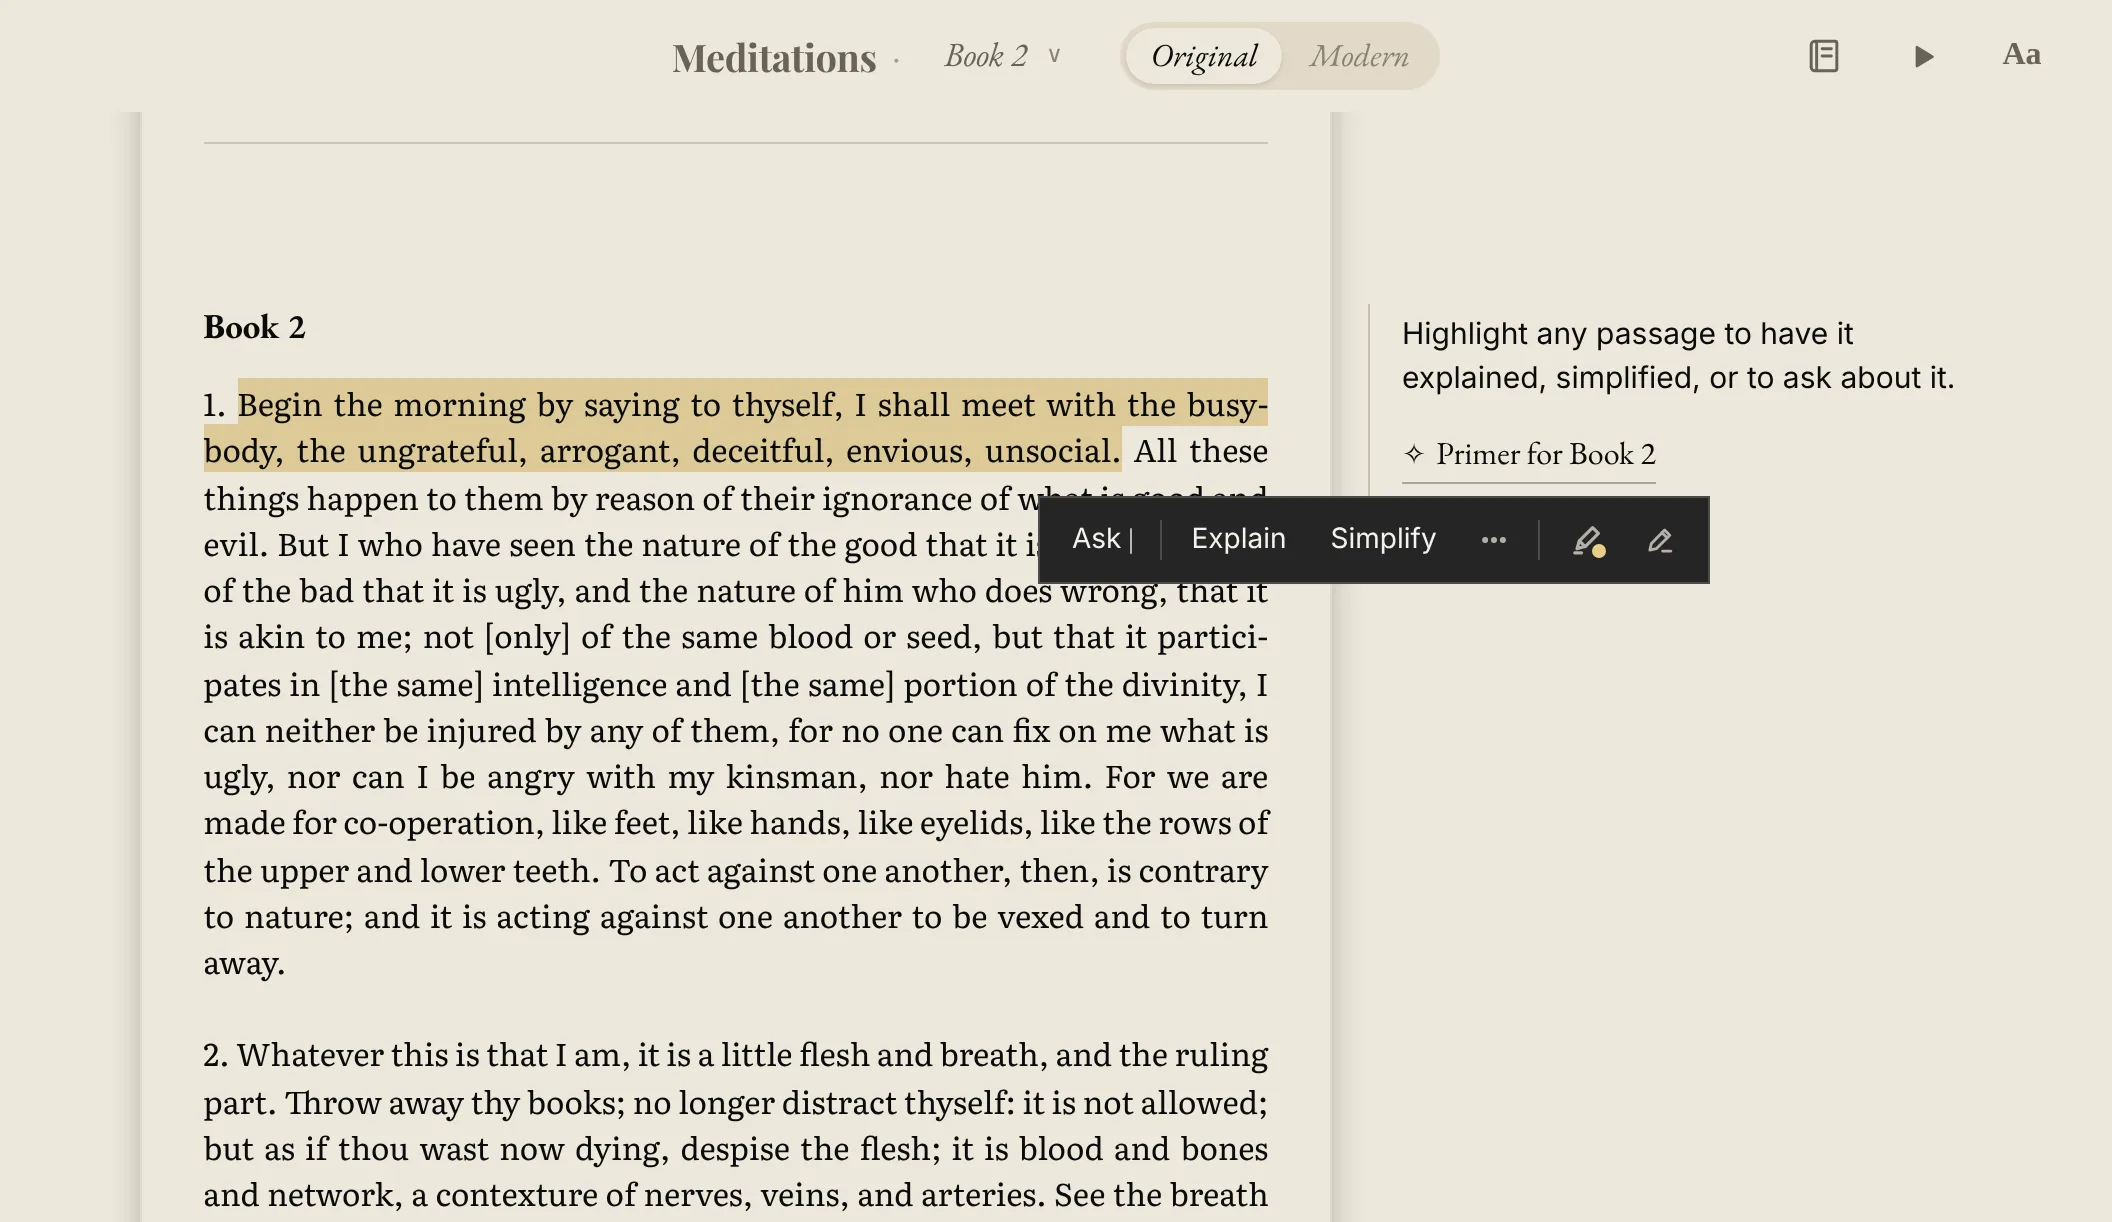 Meditations · Book 2 ∨ Original Modern Aa
Book 2
1. Begin the morning by saying to thyself, I shall meet with the busy-
body, the ungrateful, arrogant, deceitful, envious, unsocial. All these
things happen to them by reason of their ignorance of what is good and
evil. But I who have seen the nature of the good that it is
of the bad that it is ugly, and the nature of him who does wrong, that it
is akin to me; not [only] of the same blood or seed, but that it partici-
pates in [the same] intelligence and [the same] portion of the divinity, I
can neither be injured by any of them, for no one can fix on me what is
ugly, nor can I be angry with my kinsman, nor hate him. For we are
made for co-operation, like feet, like hands, like eyelids, like the rows of
the upper and lower teeth. To act against one another, then, is contrary
to nature; and it is acting against one another to be vexed and to turn
away.
2. Whatever this is that I am, it is a little flesh and breath, and the ruling
part. Throw away thy books; no longer distract thyself: it is not allowed;
but as if thou wast now dying, despise the flesh; it is blood and bones
and network, a contexture of nerves, veins, and arteries. See the breath
Highlight any passage to have it
explained, simplified, or to ask about it.
✧ Primer for Book 2
Ask Explain Simplify •••